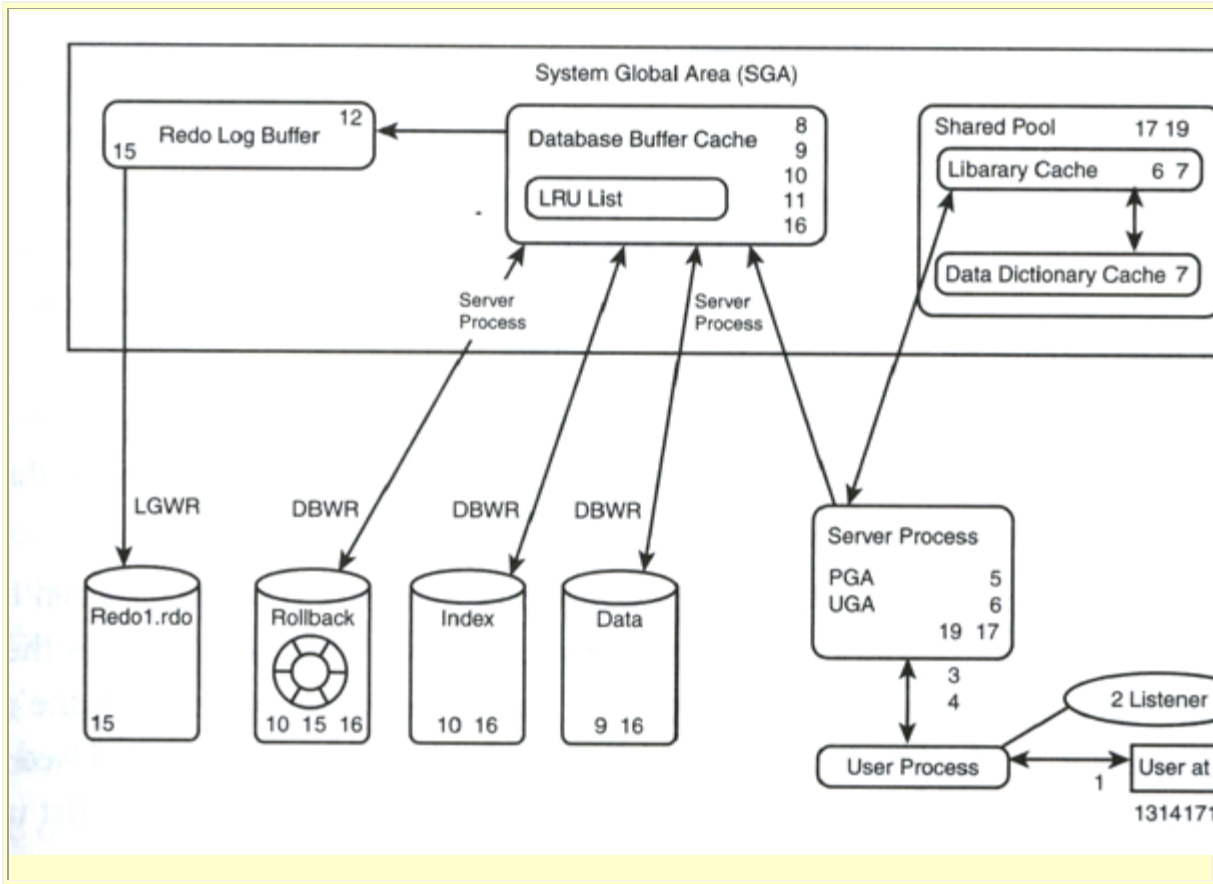 System Global Area (SGA)
Redo Log Buffer
12
15
Database Buffer Cache
8
9
10
11
16
LRU List
Shared Pool 17 19
Libarary Cache 6 7
Data Dictionary Cache 7
Server
Process
Server
Process
LGWR
DBWR
DBWR
DBWR
Redo1.rdo
15
Rollback
10 15 16
Index
10 16
Data
9 16
Server Process
PGA 5
UGA 6
19 17
3
4
2 Listener
User Process
1
User at
1314171